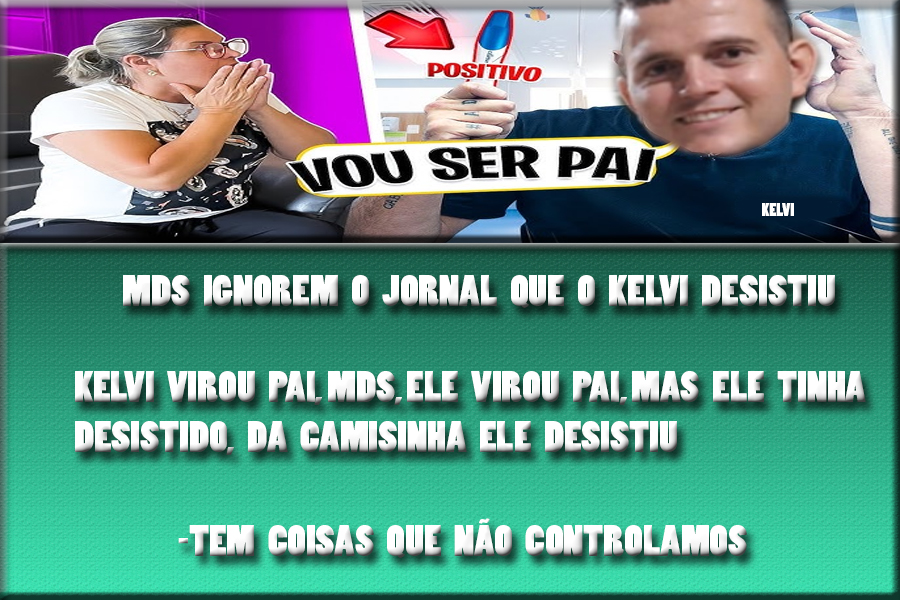 POSITIVO
VOU SER PAI
KELVI
MDS IGNOREM O JORNAL QUE O KELVI DESISTIU
KELVI VIROU PAI,MDS,ELE VIROU PAI,MAS ELE TINHA
DESISTIDO, DA CAMISINHA ELE DESISTIU
-TEM COISAS QUE NÃO CONTROLAMOS